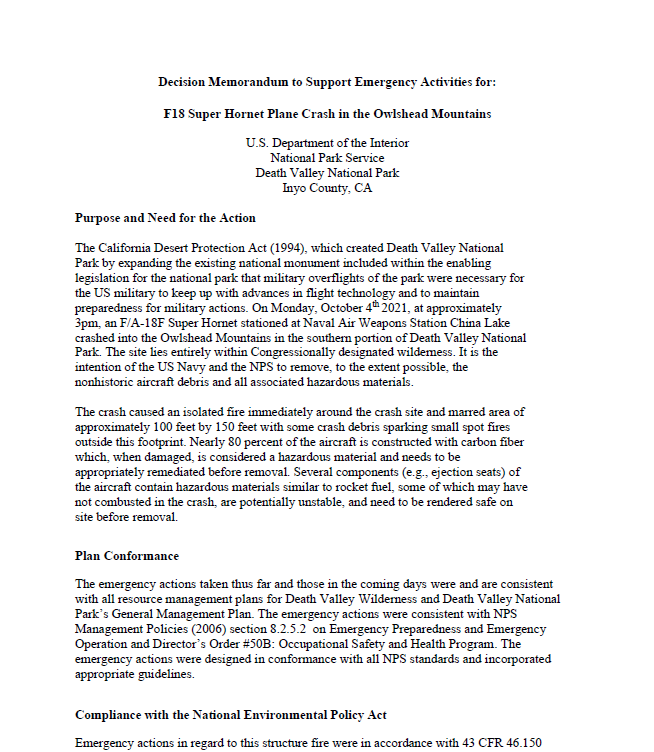 Decision Memorandum to Support Emergency Activities for:
F18 Super Hornet Plane Crash in the Owlshead Mountains
U.S. Department of the Interior
National Park Service
Death Valley National Park
Inyo County, CA
Purpose and Need for the Action
The California Desert Protection Act (1994), which created Death Valley National
Park by expanding the existing national monument included within the enabling
legislation for the national park that military overflights of the park were necessary for
the US military to keep up with advances in flight technology and to maintain
preparedness for military actions. On Monday, October 4th 2021, at approximately
3pm, an F/A-18F Super Hornet stationed at Naval Air Weapons Station China Lake
crashed into the Owlshead Mountains in the southern portion of Death Valley National
Park. The site lies entirely within Congressionally designated wilderness. It is the
intention of the US Navy and the NPS to remove, to the extent possible, the
nonhistoric aircraft debris and all associated hazardous materials.
The crash caused an isolated fire immediately around the crash site and marred area of
approximately 100 feet by 150 feet with some crash debris sparking small spot fires
outside this footprint. Nearly 80 percent of the aircraft is constructed with carbon fiber
which, when damaged, is considered a hazardous material and needs to be
appropriately remediated before removal. Several components (e.g., ejection seats) of
the aircraft contain hazardous materials similar to rocket fuel, some of which may have
not combusted in the crash, are potentially unstable, and need to be rendered safe on
site before removal.
Plan Conformance
The emergency actions taken thus far and those in the coming days were and are consistent
with all resource management plans for Death Valley Wilderness and Death Valley National
Park's General Management Plan. The emergency actions were consistent with NPS
Management Policies (2006) section 8.2.5.2 on Emergency Preparedness and Emergency
Operation and Director's Order #50B: Occupational Safety and Health Program. The
emergency actions were designed in conformance with all NPS standards and incorporated
appropriate guidelines.
Compliance with the National Environmental Policy Act
Emergency actions in regard to this structure fire were in accordance with 43 CFR 46.150